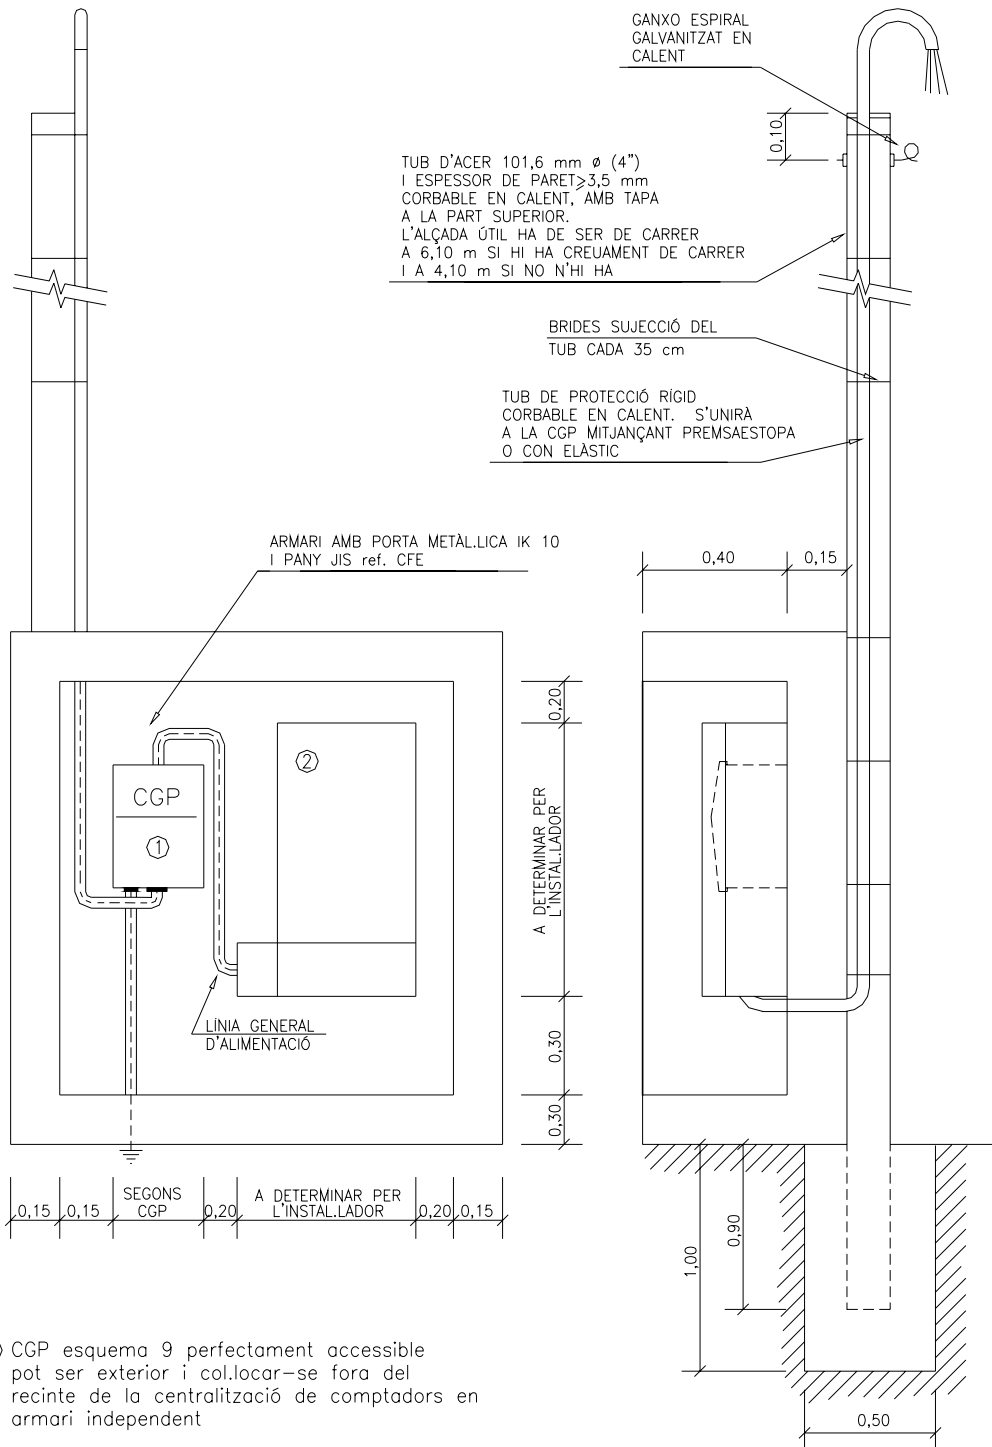 GANXO ESPIRAL
GALVANITZAT EN
CALENT
0,10
TUB D'ACER 101,6 mm ø (4")
I ESPESSOR DE PARET≥3,5 mm
CORBABLE EN CALENT, AMB TAPA
A LA PART SUPERIOR.
L'ALÇADA ÚTIL HA DE SER DE CARRER
A 6,10 m SI HI HA CREUAMENT DE CARRER
I A 4,10 m SI NO N'HI HA
BRIDES SUJECCIÓ DEL
TUB CADA 35 cm
TUB DE PROTECCIÓ RÍGID
CORBABLE EN CALENT. S'UNIRÀ
A LA CGP MITJANÇANT PREMSAESTOPA
O CON ELÀSTIC
ARMARI AMB PORTA METÀL.LICA IK 10
I PANY JIS ref. CFE
0,40
0,15
0,20
2
CGP
1
A DETERMINAR PER
L'INSTAL.LADOR
LÍNIA GENERAL
D'ALIMENTACIÓ
0,30
0,30
0,15
0,15
SEGONS
CGP
0,20
A DETERMINAR PER
L'INSTAL.LADOR
0,20
0,15
0,90
1,00
0,50
CGP esquema 9 perfectament accessible
pot ser exterior i col.locar-se fora del
recinte de la centralització de comptadors en
armari independent